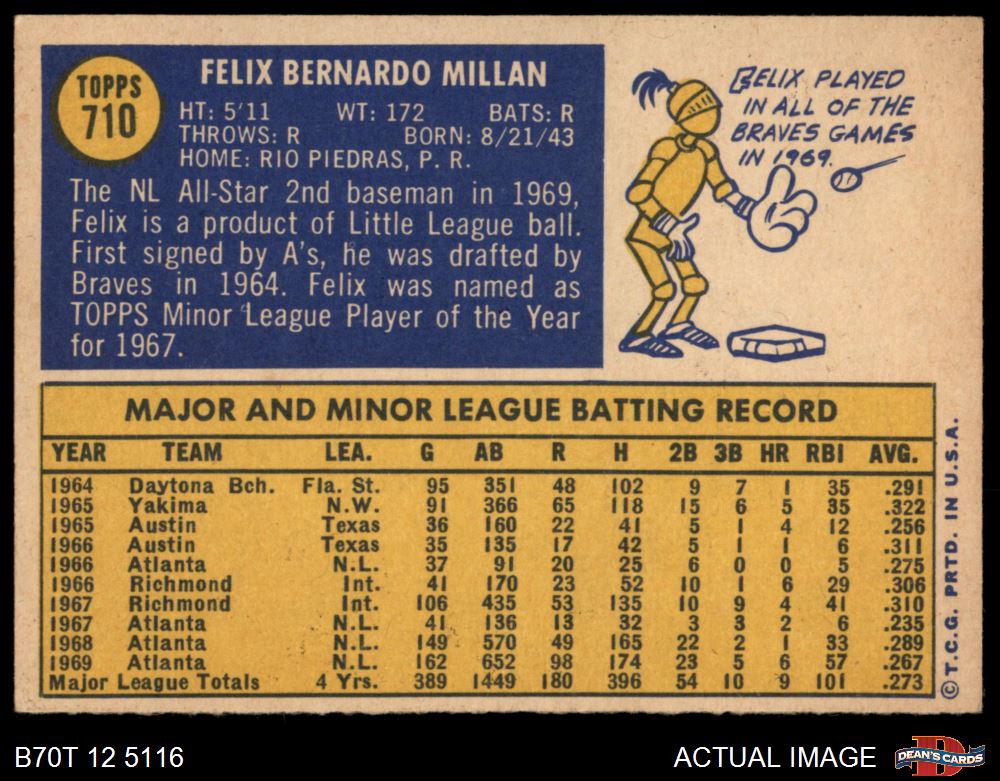 TOPPS
710
FELIX BERNARDO MILLAN
HT: 5'11 WT: 172 BATS: R
THROWS: R BORN: 8/21/43
HOME: RIO PIEDRAS, P. R.
The NL All-Star 2nd baseman in 1969,
Felix is a product of Little League ball.
First signed by A's, he was drafted by
Braves in 1964. Felix was named as
TOPPS Minor League Player of the Year
for 1967.
FELIX PLAYED
IN ALL OF THE
BRAVES GAMES
IN 1969.
MAJOR AND MINOR LEAGUE BATTING RECORD
YEAR TEAM LEA. G AB R H 2B 3B HR RBI AVG.
1964 Daytona Bch. Fla. St. 95 351 48 102 9 7 1 35 .291
1965 Yakima N.W. 91 366 65 118 15 6 5 35 .322
1965 Austin Texas 36 160 22 41 5 1 4 12 .256
1966 Austin Texas 35 135 17 42 5 1 1 6 .311
1966 Atlanta N.L. 37 91 20 25 6 0 0 5 .275
1966 Richmond Int. 41 170 23 52 10 1 6 29 .306
1967 Richmond Int. 106 435 53 135 10 9 4 41 .310
1967 Atlanta N.L. 41 136 13 32 3 3 2 6 .235
1968 Atlanta N.L. 149 570 49 165 22 2 1 33 .289
1969 Atlanta N.L. 162 652 98 174 23 5 6 57 .267
Major League Totals 4 Yrs. 389 1449 180 396 54 10 9 101 .273
© T.C.G. PRTD. IN U.S.A.
B70T 12 5116
ACTUAL IMAGE
DEAN'S CARDS